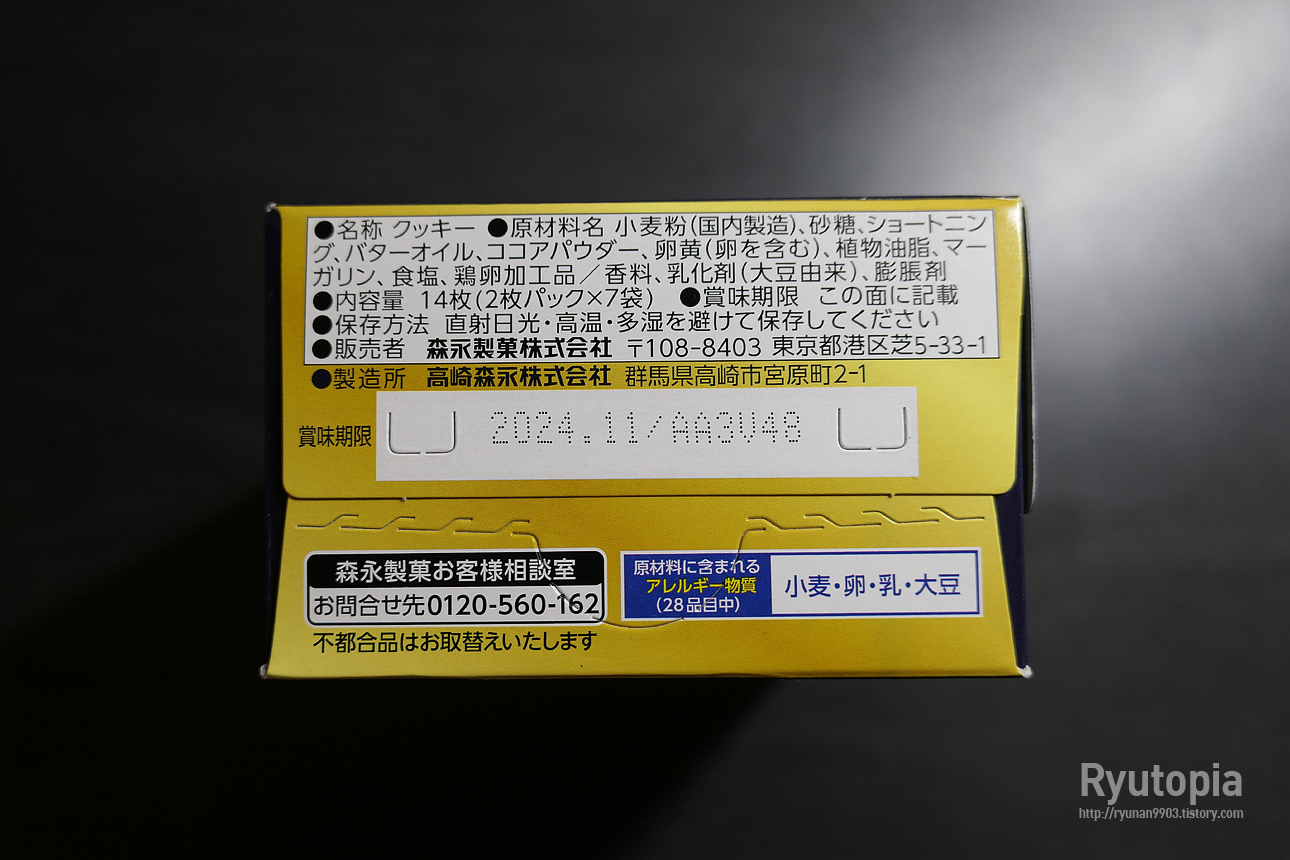 ●名称 クッキー ●原材料名 小麦粉(国内製造)、砂糖、ショートニン
グ、バターオイル、ココアパウダー、卵黄(卵を含む)、植物油脂、マー
ガリン、食塩、鶏卵加工品／香料、乳化剤(大豆由来)、膨脹剤
●内容量 14枚(2枚パック×7袋) ●賞味期限 この面に記載
●保存方法 直射日光・高温・多湿を避けて保存してください
●販売者 森永製菓株式会社 〒108-8403 東京都港区芝5-33-1
●製造所 高崎森永株式会社 群馬県高崎市宮原町2-1
賞味期限 2024.11/AA3V48
森永製菓お客様相談室
お問合せ先0120-560-162
不都合品はお取替えいたします
原材料に含まれる
アレルギー物質
(28品目中)
小麦・卵・乳・大豆
Ryutopia
http://ryunan9903.tistory.com